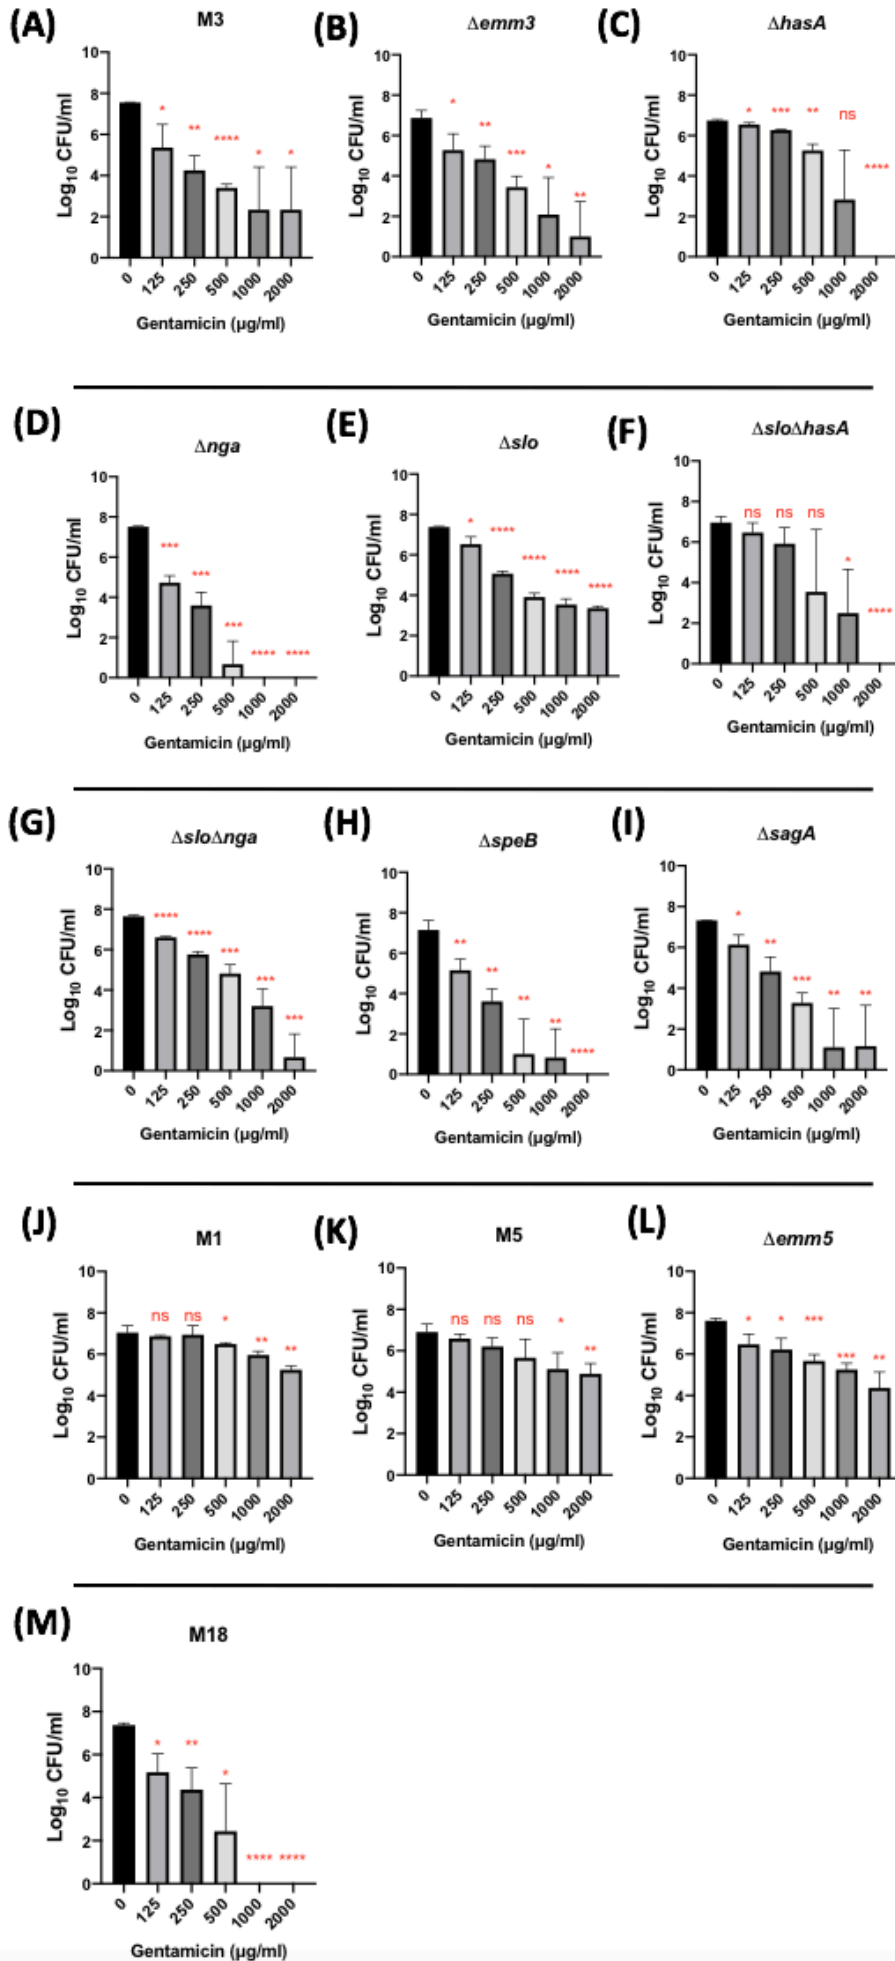 (A) M3
Log10 CFU/ml
10
8
6
4
2
0
* ** **** * *
0 125 250 500 1000 2000
Gentamicin (µg/ml)
(B) Δemm3
Log10 CFU/ml
10
8
6
4
2
0
* ** *** * **
0 125 250 500 1000 2000
Gentamicin (µg/ml)
(C) ΔhasA
Log10 CFU/ml
10
8
6
4
2
0
* *** ** ns ****
0 125 250 500 1000 2000
Gentamicin (µg/ml)
(D) Δnga
Log10 CFU/ml
10
8
6
4
2
0
*** *** *** **** ****
0 125 250 500 1000 2000
Gentamicin (µg/ml)
(E) Δslo
Log10 CFU/ml
10
8
6
4
2
0
* **** **** **** ****
0 125 250 500 1000 2000
Gentamicin (µg/ml)
(F) ΔsloΔhasA
Log10 CFU/ml
10
8
6
4
2
0
ns ns ns * ****
0 125 250 500 1000 2000
Gentamicin (µg/ml)
(G) ΔsloΔnga
Log10 CFU/ml
10
8
6
4
2
0
**** **** *** *** ***
0 125 250 500 1000 2000
Gentamicin (µg/ml)
(H) ΔspeB
Log10 CFU/ml
10
8
6
4
2
0
** ** ** ** ****
0 125 250 500 1000 2000
Gentamicin (µg/ml)
(I) ΔsagA
Log10 CFU/ml
10
8
6
4
2
0
* ** *** ** **
0 125 250 500 1000 2000
Gentamicin (µg/ml)
(J) M1
Log10 CFU/ml
10
8
6
4
2
0
ns ns * ** **
0 125 250 500 1000 2000
Gentamicin (µg/ml)
(K) M5
Log10 CFU/ml
10
8
6
4
2
0
ns ns ns * **
0 125 250 500 1000 2000
Gentamicin (µg/ml)
(L) Δemm5
Log10 CFU/ml
10
8
6
4
2
0
* * *** *** **
0 125 250 500 1000 2000
Gentamicin (µg/ml)
(M) M18
Log10 CFU/ml
10
8
6
4
2
0
* ** * **** ****
0 125 250 500 1000 2000
Gentamicin (µg/ml)